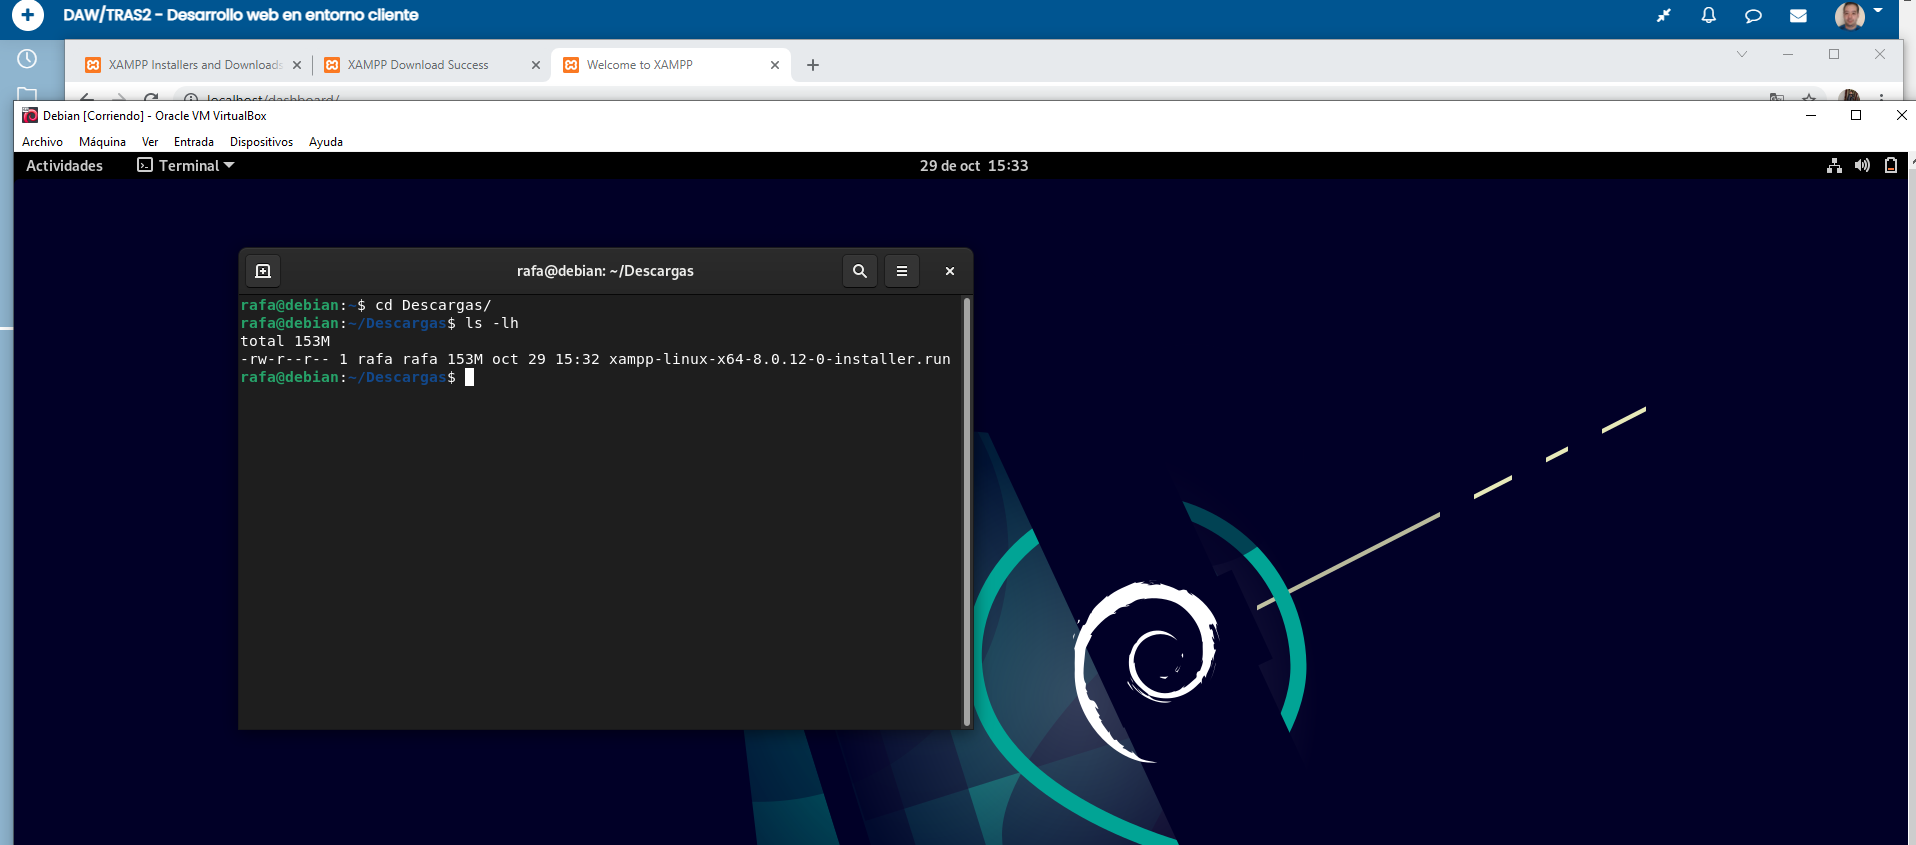 DAW/TRAS2 - Desarrollo web en entorno cliente
XAMPP Installers and Downloads
XAMPP Download Success
Welcome to XAMPP
localhost/dashboard/
Debian [Corriendo] - Oracle VM VirtualBox
Archivo Máquina Ver Entrada Dispositivos Ayuda
Actividades Terminal 29 de oct 15:33
rafa@debian: ~/Descargas
rafa@debian:~$ cd Descargas/
rafa@debian:~/Descargas$ ls -lh
total 153M
-rw-r--r-- 1 rafa rafa 153M oct 29 15:32 xampp-linux-x64-8.0.12-0-installer.run
rafa@debian:~/Descargas$